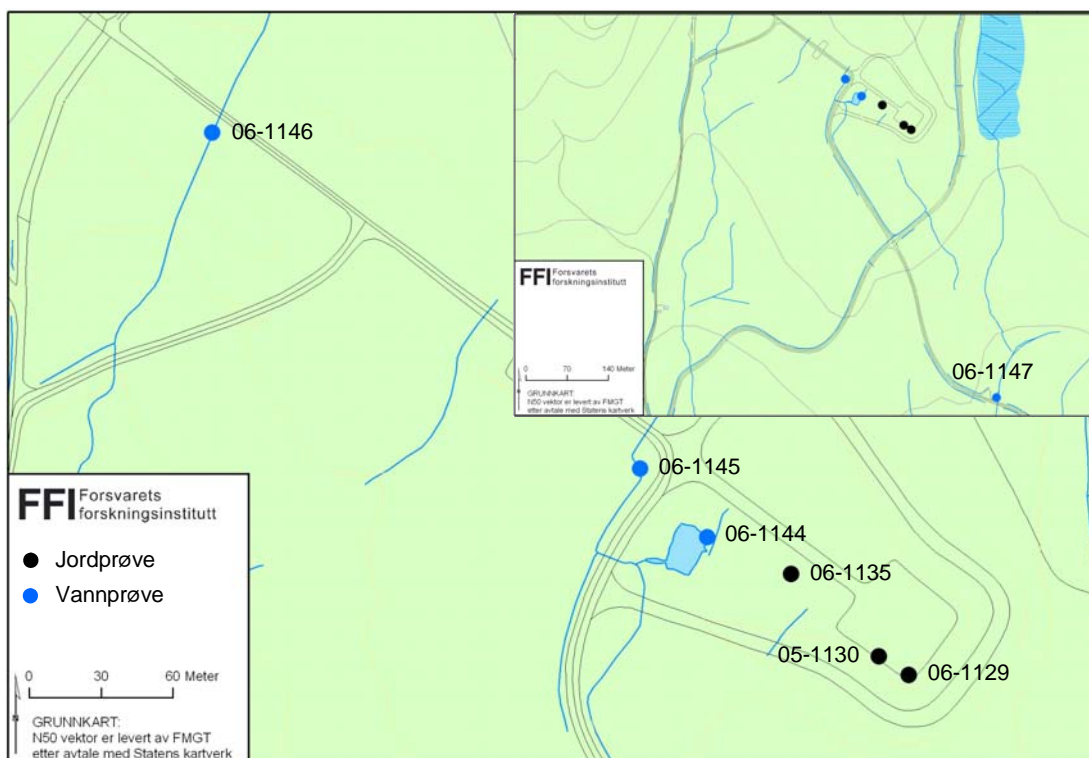 06-1146
FFI Forsvarets
forskningsinstitutt
0 70 140 Meter
GRUNNKART:
N50 vektor er levert av FMGT
etter avtale med Statens kartverk
06-1147
06-1145
06-1144
06-1135
05-1130
06-1129
FFI Forsvarets
forskningsinstitutt
Jordprøve
Vannprøve
0 30 60 Meter
GRUNNKART:
N50 vektor er levert av FMGT
etter avtale med Statens kartverk